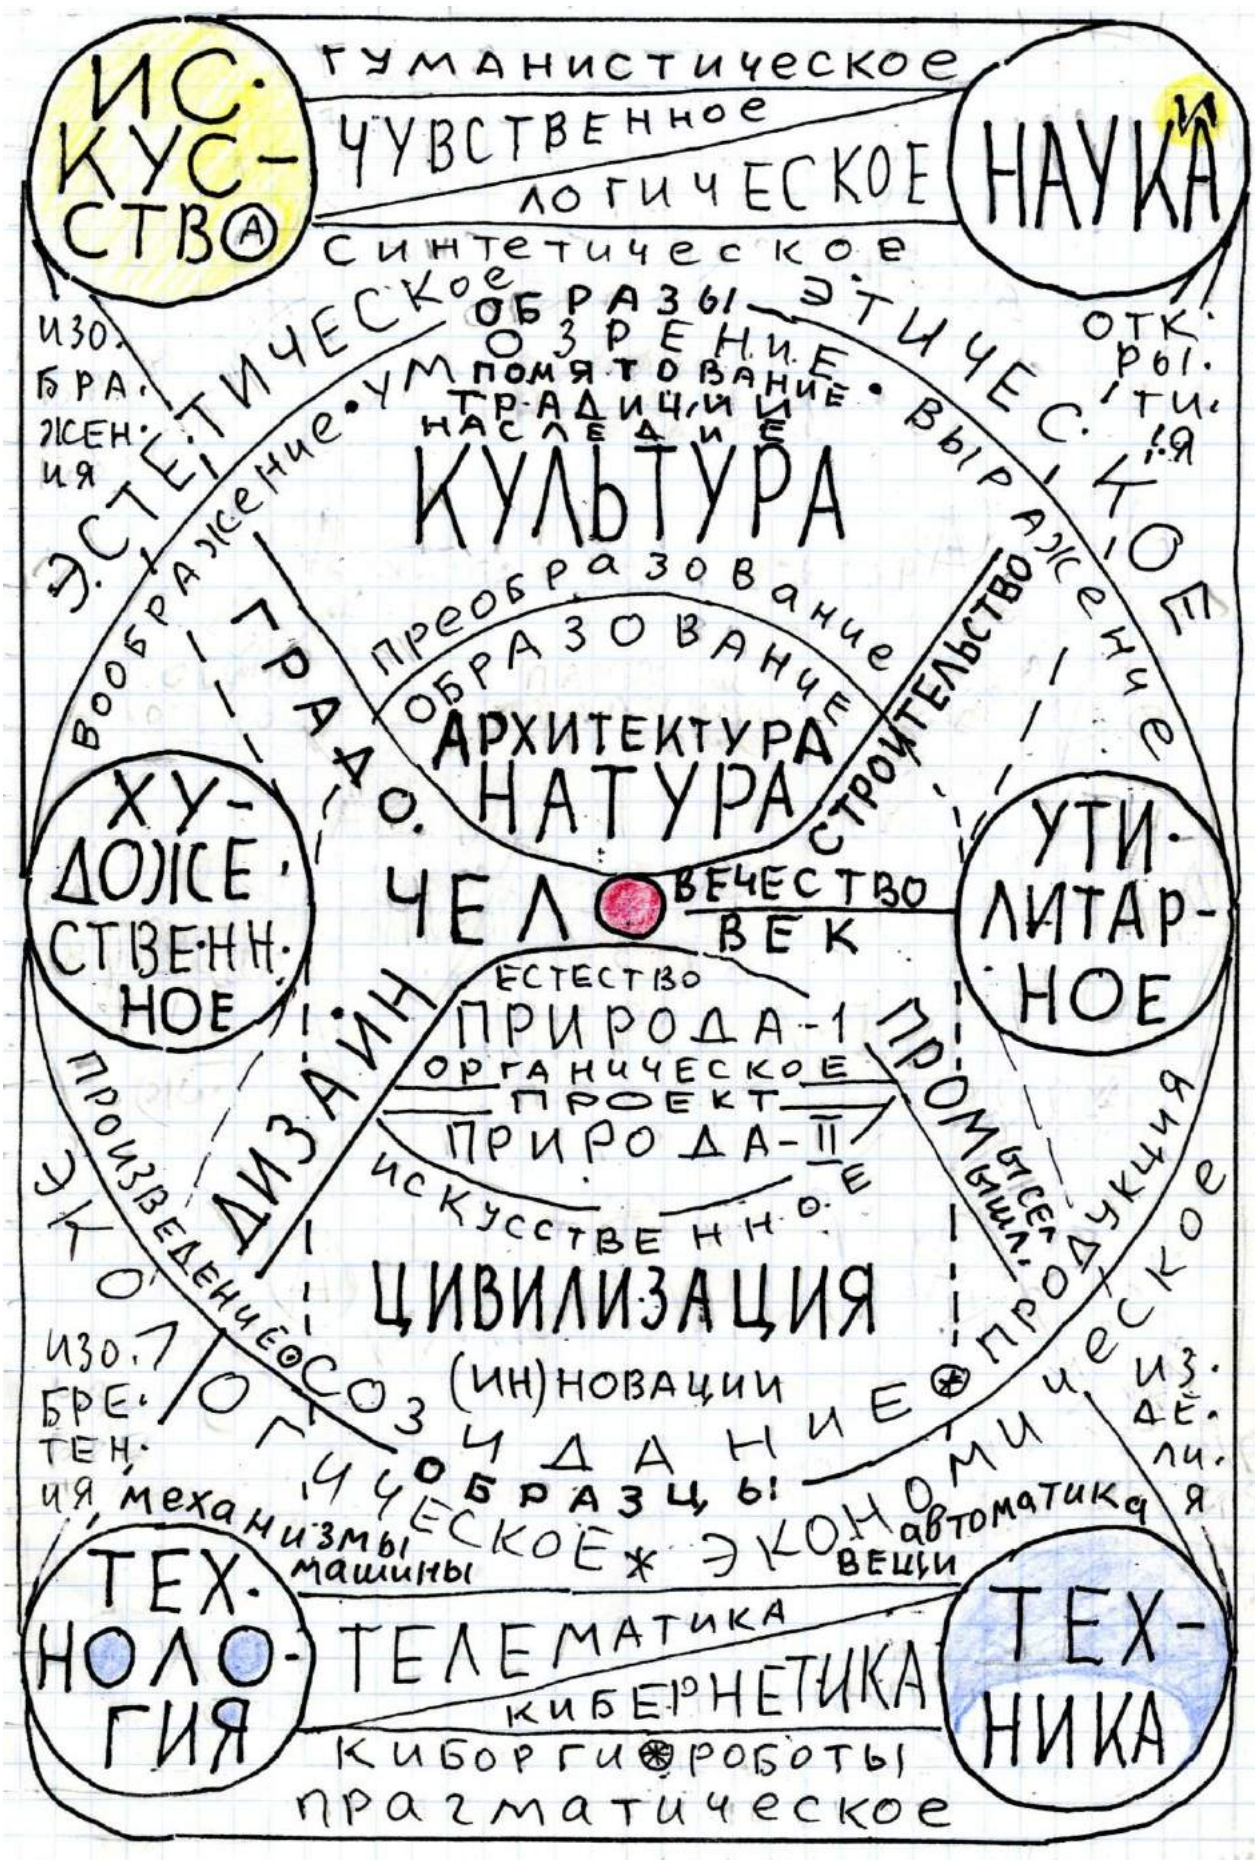 ГУМАНИСТИЧЕСКОЕ
ИС.
КУС-
СТВО
А
ЧУВСТВЕННОЕ
ЛОГИЧЕСКОЕ
И
НАУКА
СИНТЕТИЧЕСКОЕ
ЭСТЕТИЧЕСКОЕ
ЭТИЧЕСКОЕ
ИЗО.
БРА.
ЖЕН.
ИЯ
ОТК.
РЫ.
ТИ.
Я
ОБРАЗЫ
Воображение • УМОЗРЕНИЕ • выражение
ПОМЯТОВАНИЕ
ТРАДИЦИИ
НАСЛЕДИЕ
КУЛЬТУРА
преобразование
ОБРАЗОВАНИЕ
АРХИТЕКТУРА
НАТУРА
ГРАДО.
СТРОИТЕЛЬСТВО
ХУ-
ДОЖЕ.
СТВЕНН.
НОЕ
ЧЕЛ
ВЕЧЕСТВО
ВЕК
УТИ.
ЛИТАР-
НОЕ
ЕСТЕСТВО
ПРИРОДА-1
ОРГАНИЧЕСКОЕ
ПРОЕКТ
ПРИРОДА-II
ИСКУССТВЕННОЕ
ДИЗАЙН
ПРОМЫСЕЛ
МЫШЛ.
ЦИВИЛИЗАЦИЯ
(ИН)НОВАЦИИ
ПРОИЗВЕДЕНИЕ СОЗИДАНИЕ ПРОДУКЦИЯ
ОБРАЗЦЫ
ЭКОЛОГИЧЕСКОЕ * ЭКОНОМИческое
ИЗО.
БРЕ.
ТЕН.
ИЯ,
ИЗ.
ДЕ.
ЛИ.
Я
механизмы
машины
автоматика
ВЕЩИ
ТЕХ.
НОЛО-
ГИЯ
ТЕЛЕМАТИКА
КИБЕРНЕТИКА
ТЕХ-
НИКА
КИБОРГИ РОБОТЫ
прагматическое